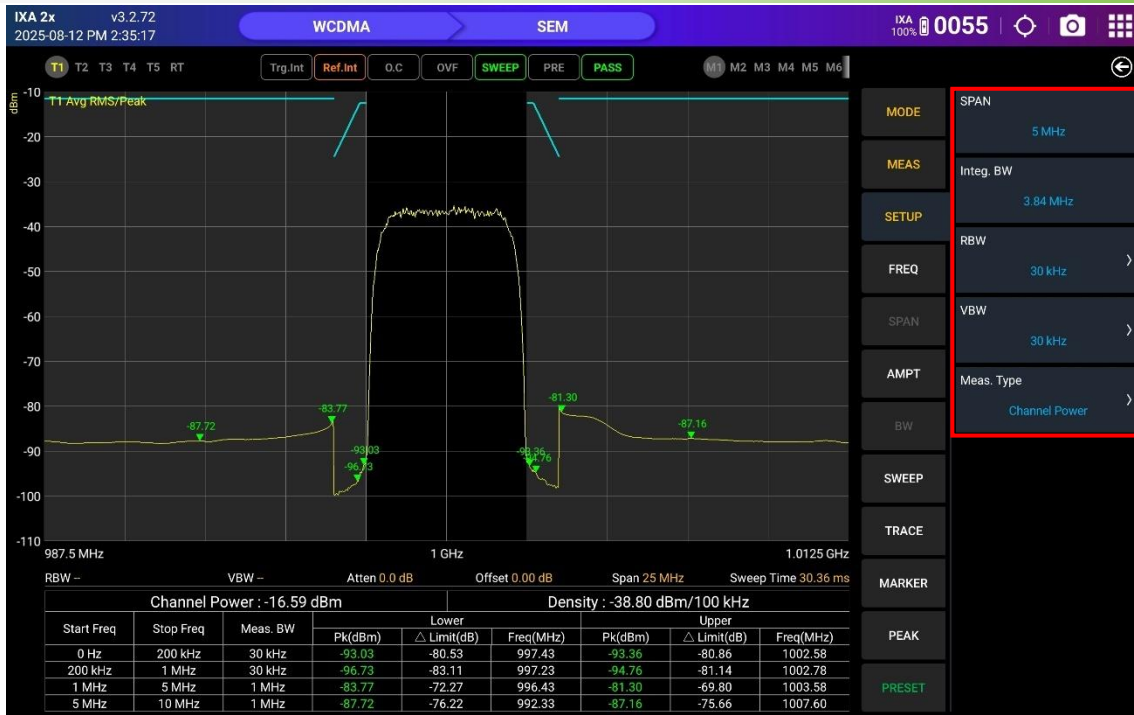 IXA 2x v3.2.72
2025-08-12 PM 2:35:17
WCDMA SEM
IXA 100% 0055
T1 T2 T3 T4 T5 RT Trg.Int Ref.Int O.C OVF SWEEP PRE PASS M1 M2 M3 M4 M5 M6
dBm
T1 Avg RMS/Peak
-10
-20
-30
-40
-50
-60
-70
-80
-90
-100
-110
-87.72
-83.77
-93.03
-96.73
-81.30
-93.36
-94.76
-87.16
987.5 MHz 1 GHz 1.0125 GHz
RBW -- VBW -- Atten 0.0 dB Offset 0.00 dB Span 25 MHz Sweep Time 30.36 ms
Channel Power : -16.59 dBm Density : -38.80 dBm/100 kHz
Start Freq Stop Freq Meas. BW Lower Upper
Pk(dBm) △ Limit(dB) Freq(MHz) Pk(dBm) △ Limit(dB) Freq(MHz)
0 Hz 200 kHz 30 kHz -93.03 -80.53 997.43 -93.36 -80.86 1002.58
200 kHz 1 MHz 30 kHz -96.73 -83.11 997.23 -94.76 -81.14 1002.78
1 MHz 5 MHz 1 MHz -83.77 -72.27 996.43 -81.30 -69.80 1003.58
5 MHz 10 MHz 1 MHz -87.72 -76.22 992.33 -87.16 -75.66 1007.60
MODE
MEAS
SETUP
FREQ
SPAN
AMPT
BW
SWEEP
TRACE
MARKER
PEAK
PRESET
SPAN
5 MHz
Integ. BW
3.84 MHz
RBW
30 kHz
VBW
30 kHz
Meas. Type
Channel Power